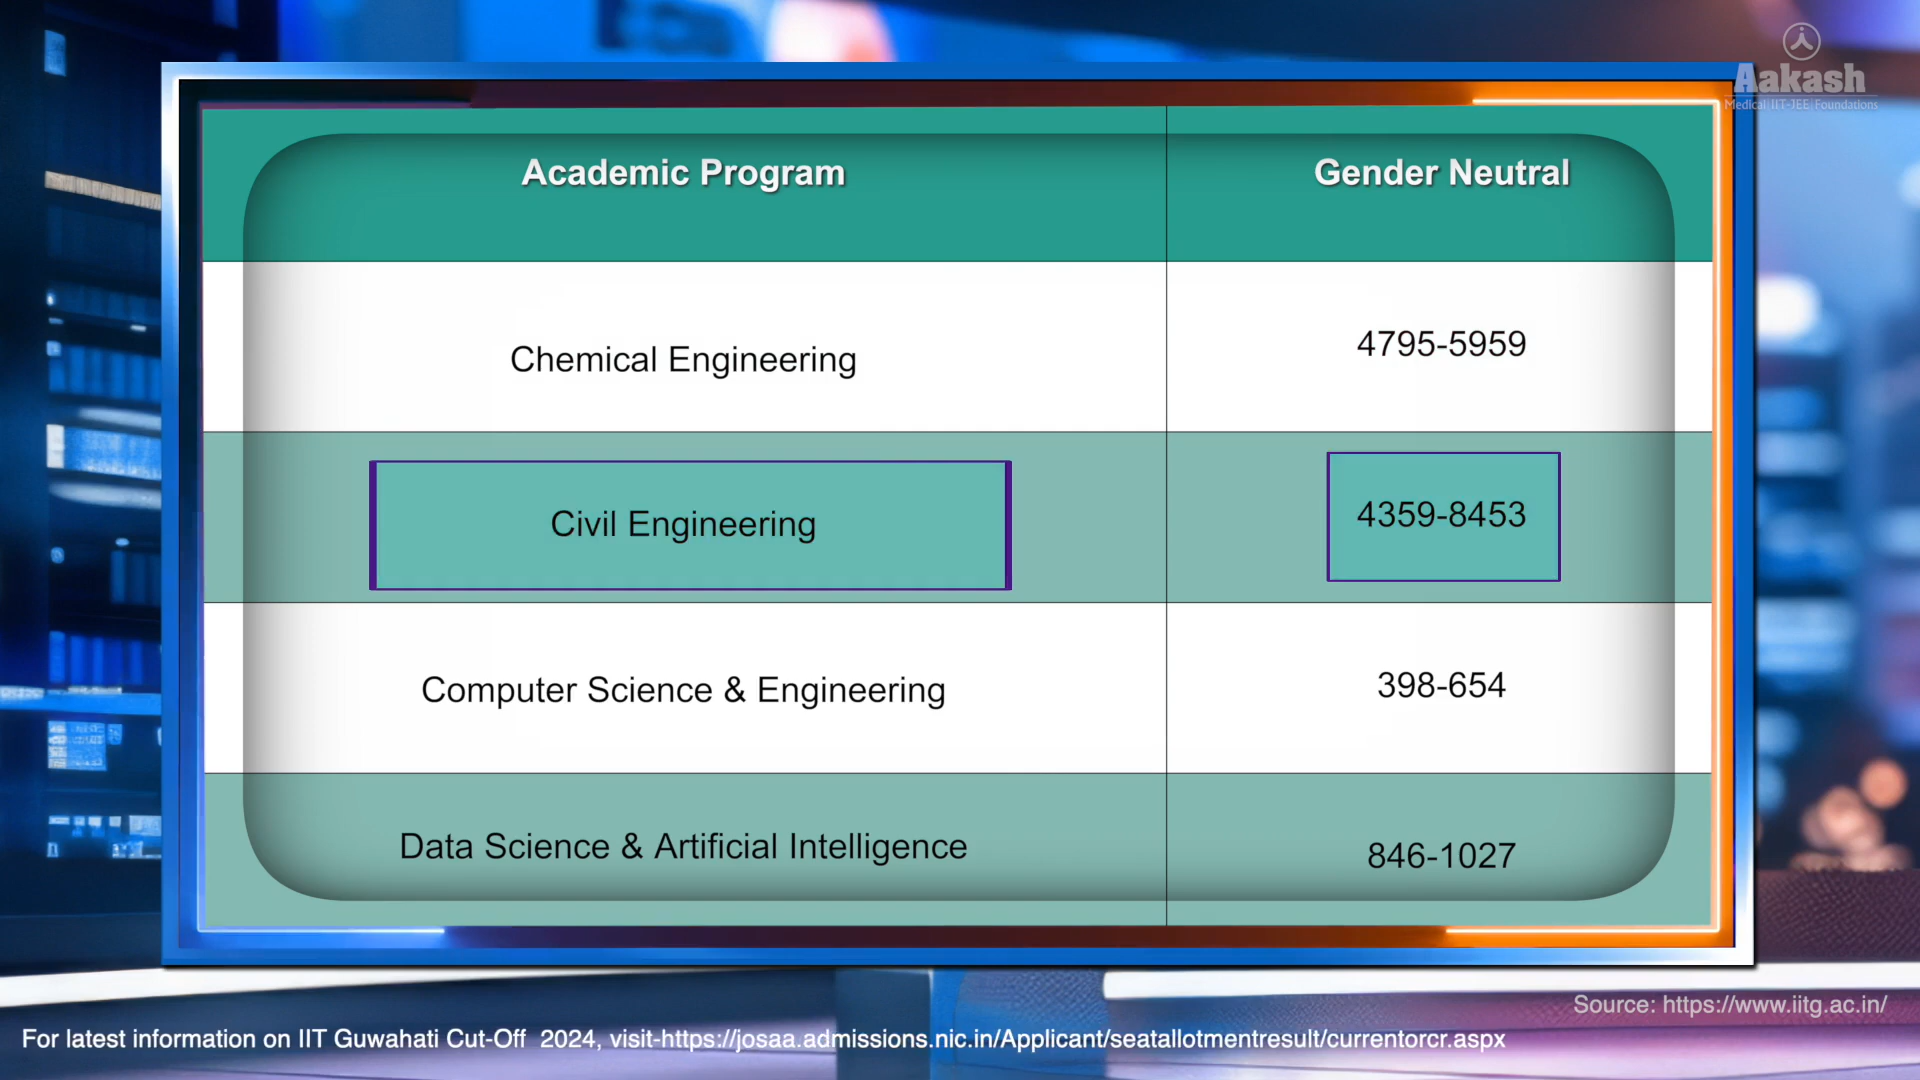 Aakash
Medical | IIT-JEE | Foundations
Academic Program
Gender Neutral
Chemical Engineering
4795-5959
Civil Engineering
4359-8453
Computer Science & Engineering
398-654
Data Science & Artificial Intelligence
846-1027
Source: https://www.iitg.ac.in/
For latest information on IIT Guwahati Cut-Off 2024, visit-https://josaa.admissions.nic.in/Applicant/seatallotmentresult/currentorcr.aspx